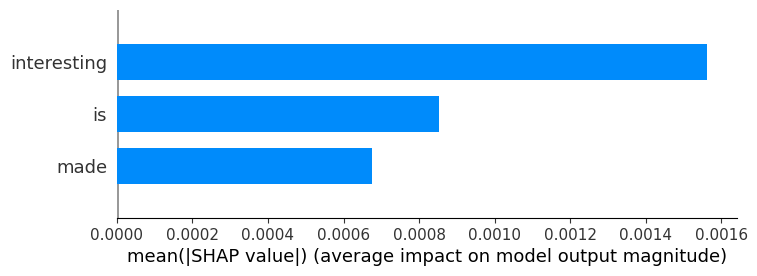 interesting
is
made
0.0000 0.0002 0.0004 0.0006 0.0008 0.0010 0.0012 0.0014 0.0016
mean(|SHAP value|) (average impact on model output magnitude)